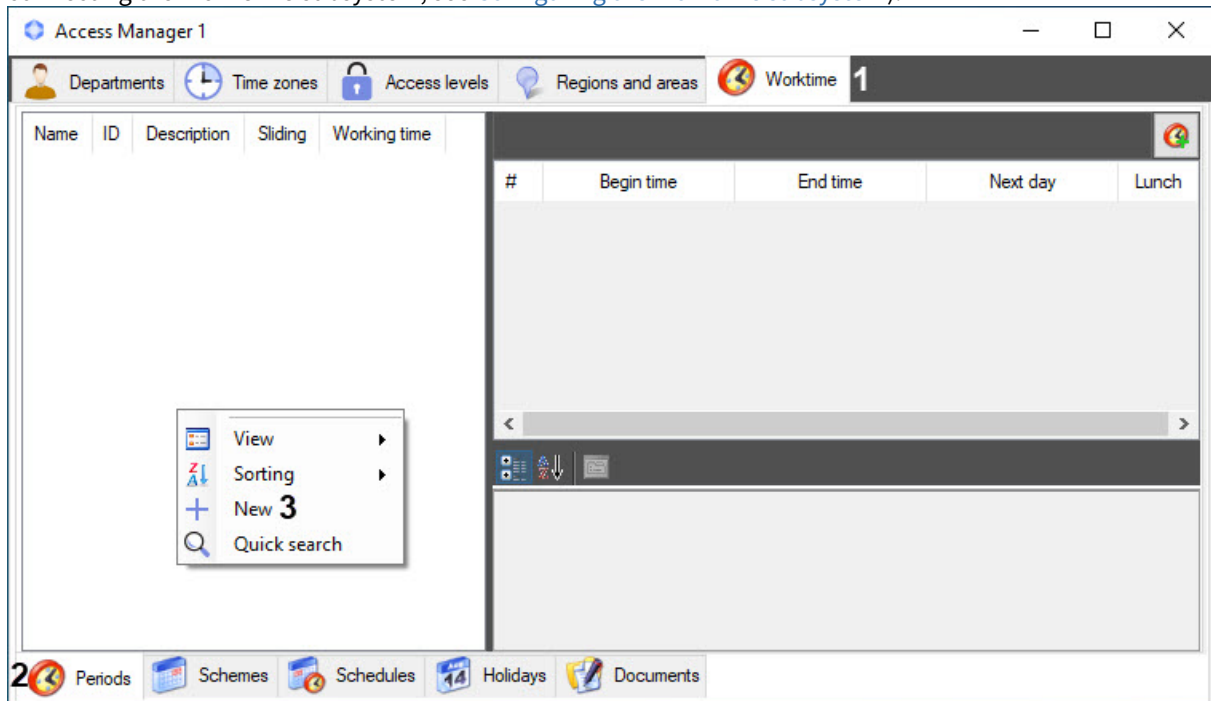 Access Manager 1
Departments Time zones Access levels Regions and areas Worktime 1
Name ID Description Sliding Working time
# Begin time End time Next day Lunch
View
Sorting
New 3
Quick search
2 Periods Schemes Schedules 14 Holidays Documents